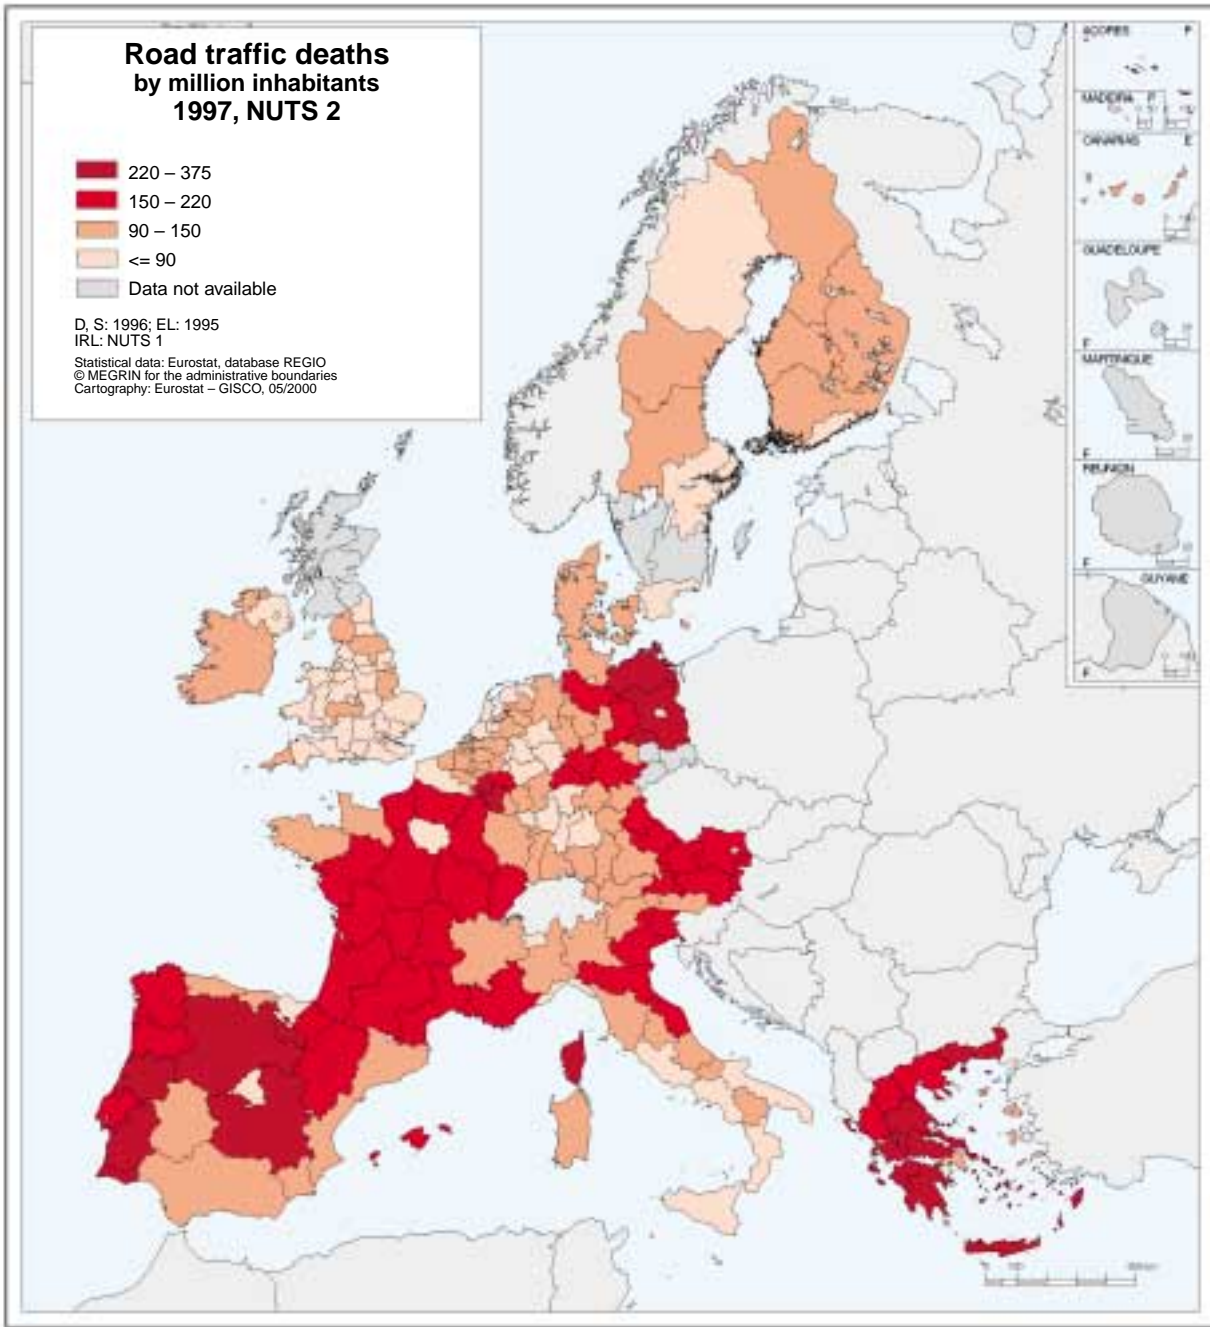 Road traffic deaths
by million inhabitants
1997, NUTS 2
220 – 375
150 – 220
90 – 150
<= 90
Data not available
D, S: 1996; EL: 1995
IRL: NUTS 1
Statistical data: Eurostat, database REGIO
© MEGRIN for the administrative boundaries
Cartography: Eurostat – GISCO, 05/2000
ACORES P
MADEIRA P
CANARIAS E
GUADELOUPE
F
MARTINIQUE
F
REUNION
F
GUYANE
F